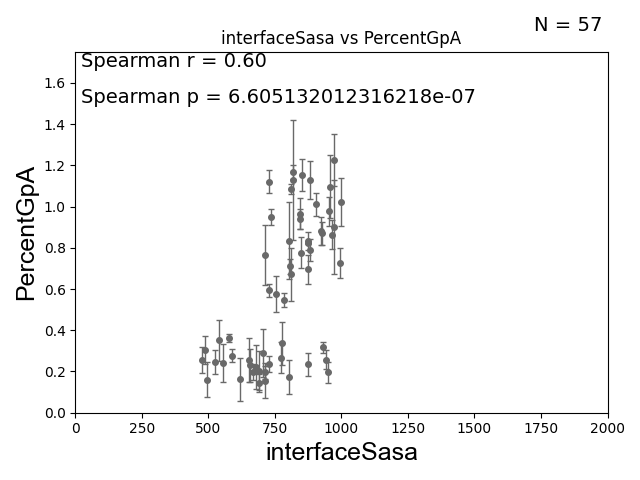 N = 57
interfaceSasa vs PercentGpA
Spearman r = 0.60
Spearman p = 6.605132012316218e-07
PercentGpA
1.6
1.4
1.2
1.0
0.8
0.6
0.4
0.2
0.0
0 250 500 750 1000 1250 1500 1750 2000
interfaceSasa